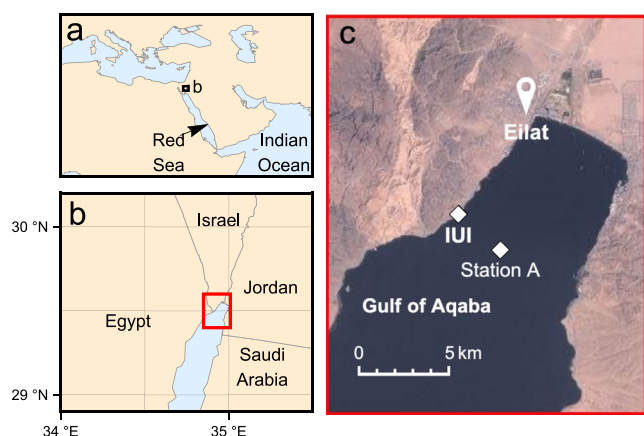 a
b
Red
Sea
Indian
Ocean
b
30 °N
Israel
Jordan
Egypt
Saudi
Arabia
29 °N
34 °E
35 °E
c
Eilat
IUI
Station A
Gulf of Aqaba
0 5 km